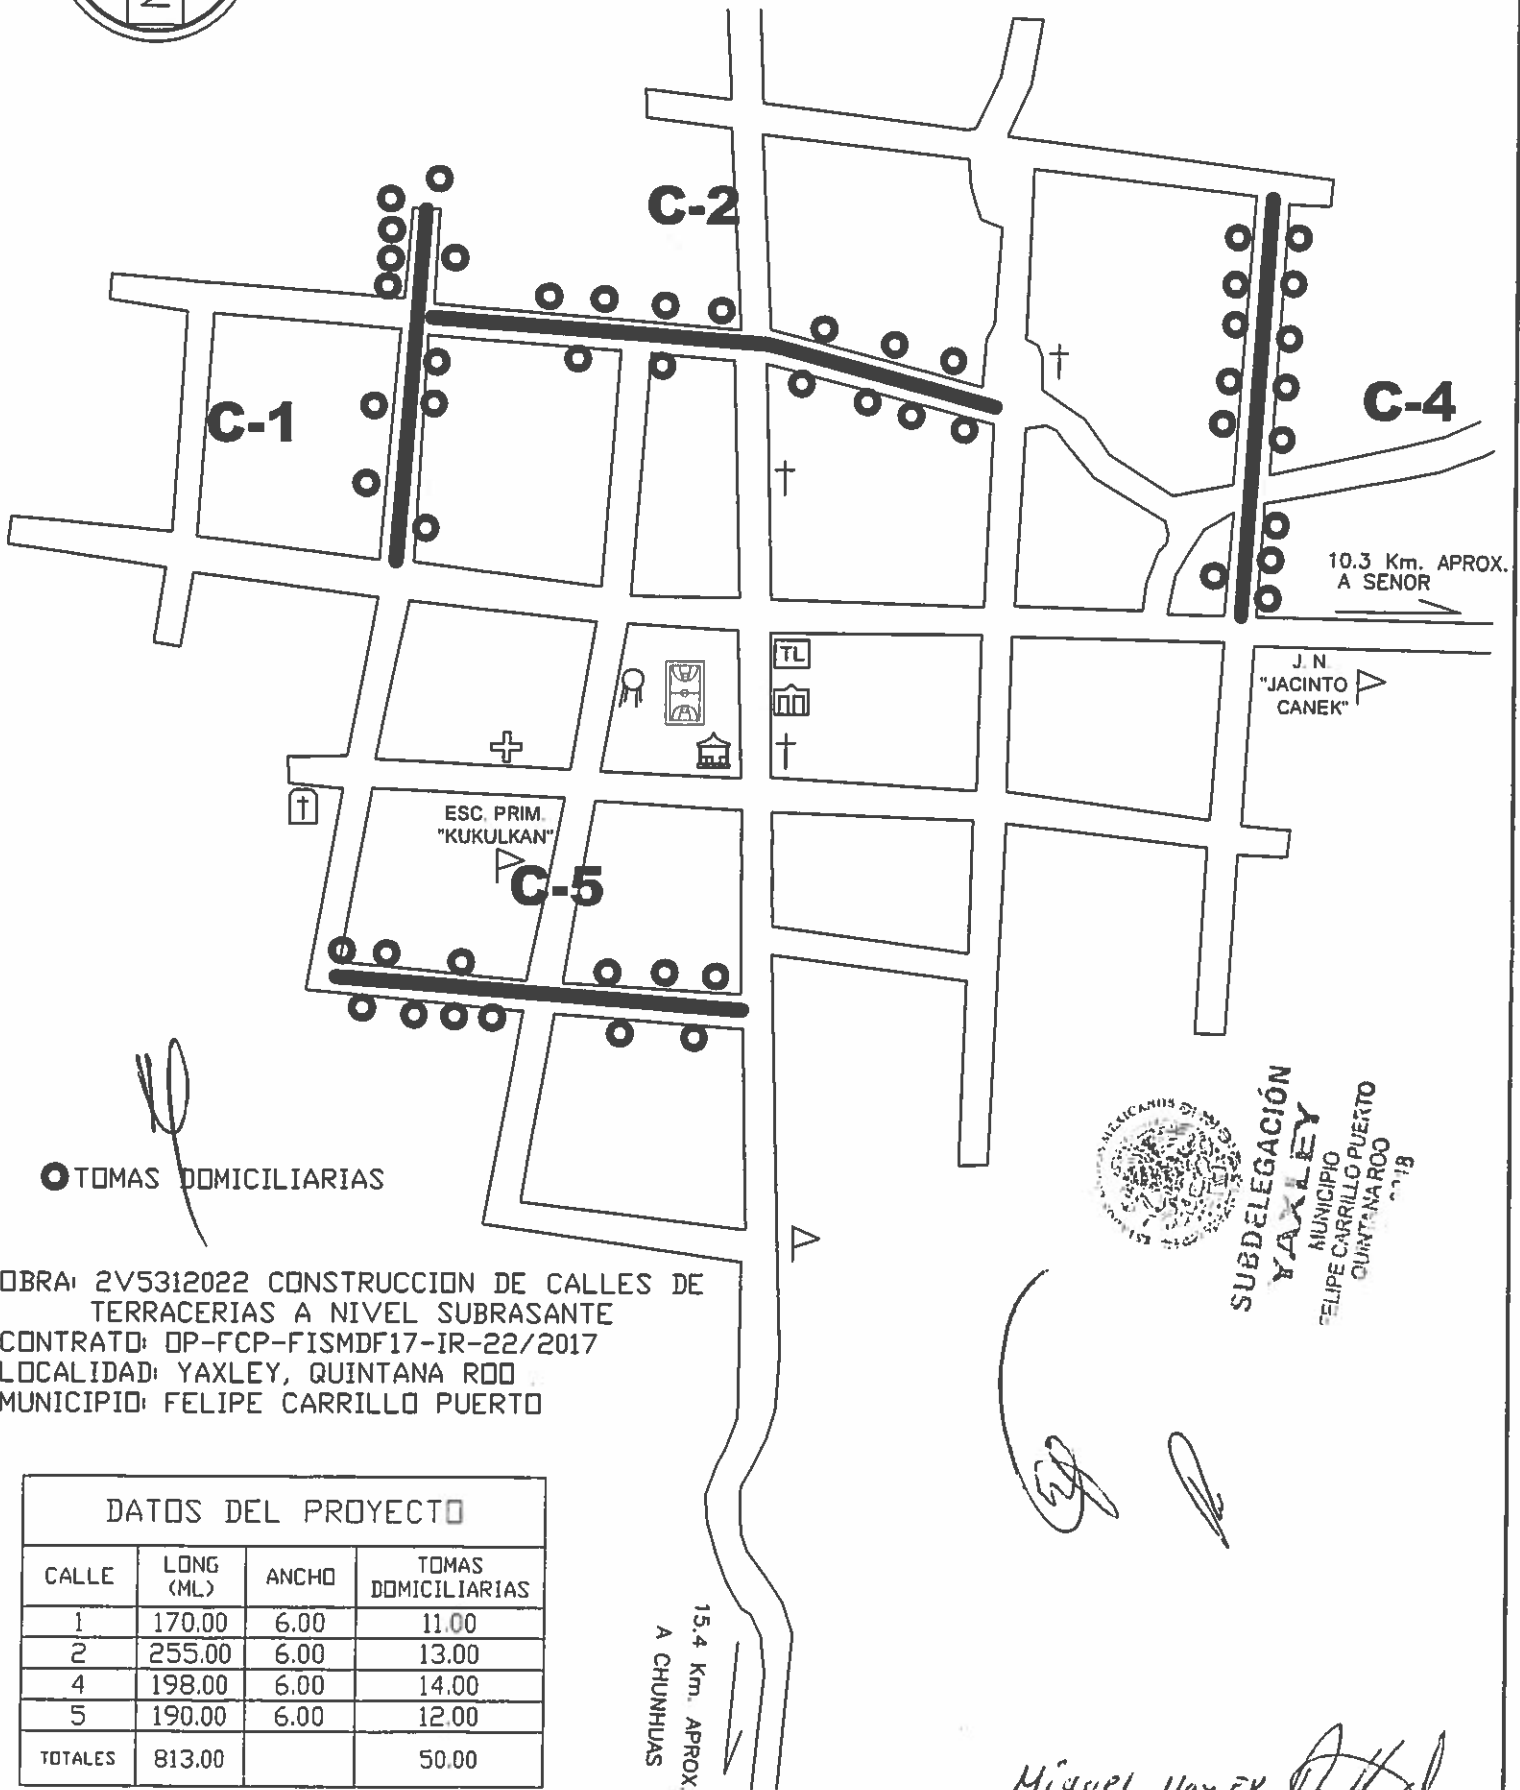 C-2
C-1
C-4
10.3 Km. APROX.
A SENOR
TL
J. N.
"JACINTO
CANEK"
ESC. PRIM.
"KUKULKAN"
C-5
TOMAS DOMICILIARIAS
SUBDELEGACIÓN
YAXLEY
MUNICIPIO
FELIPE CARRILLO PUERTO
QUINTANA ROO
OBRA: 2V5312022 CONSTRUCCION DE CALLES DE
TERRACERIAS A NIVEL SUBRASANTE
CONTRATO: OP-FCP-FISMDF17-IR-22/2017
LOCALIDAD: YAXLEY, QUINTANA ROO
MUNICIPIO: FELIPE CARRILLO PUERTO
DATOS DEL PROYECTO
CALLE LONG (ML) ANCHO TOMAS DOMICILIARIAS
1 170.00 6.00 11.00
2 255.00 6.00 13.00
4 198.00 6.00 14.00
5 190.00 6.00 12.00
TOTALES 813.00 50.00
15.4 Km. APROX.
A CHUNHUAS
Miguel